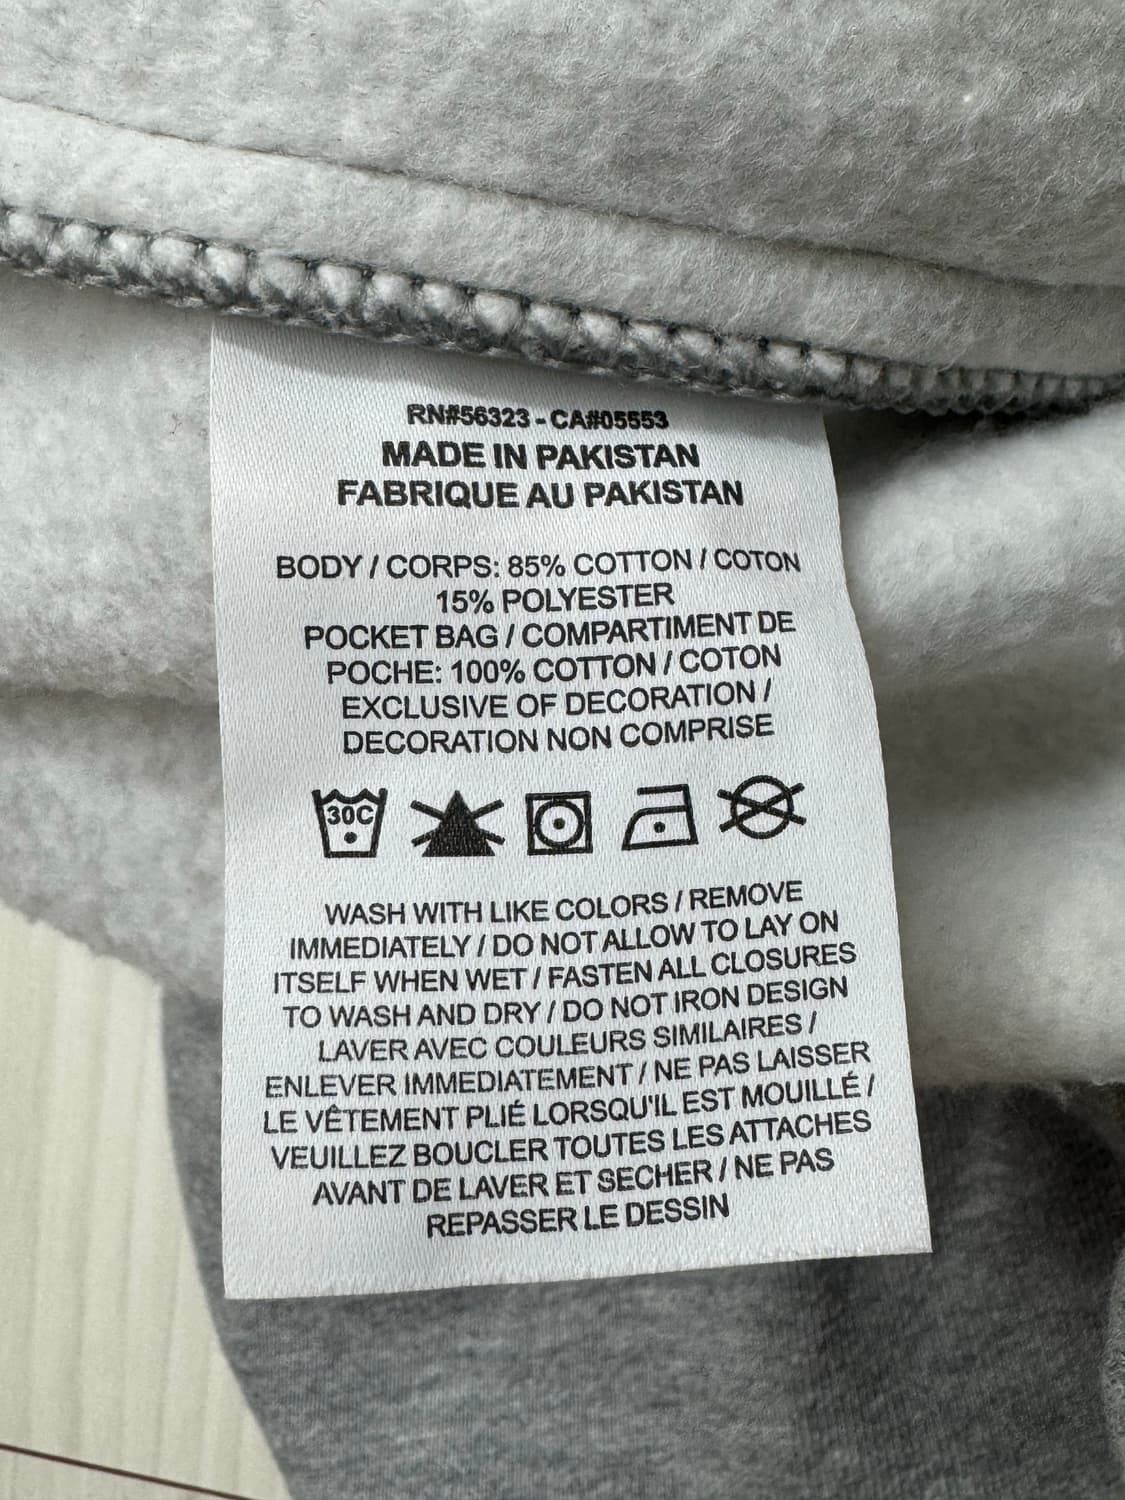 RN#56323 - CA#05553
MADE IN PAKISTAN
FABRIQUE AU PAKISTAN
BODY / CORPS: 85% COTTON / COTON
15% POLYESTER
POCKET BAG / COMPARTIMENT DE
POCHE: 100% COTTON / COTON
EXCLUSIVE OF DECORATION /
DECORATION NON COMPRISE
30C
WASH WITH LIKE COLORS / REMOVE
IMMEDIATELY / DO NOT ALLOW TO LAY ON
ITSELF WHEN WET / FASTEN ALL CLOSURES
TO WASH AND DRY / DO NOT IRON DESIGN
LAVER AVEC COULEURS SIMILAIRES /
ENLEVER IMMEDIATEMENT / NE PAS LAISSER
LE VÊTEMENT PLIÉ LORSQU'IL EST MOUILLÉ /
VEUILLEZ BOUCLER TOUTES LES ATTACHES
AVANT DE LAVER ET SECHER / NE PAS
REPASSER LE DESSIN